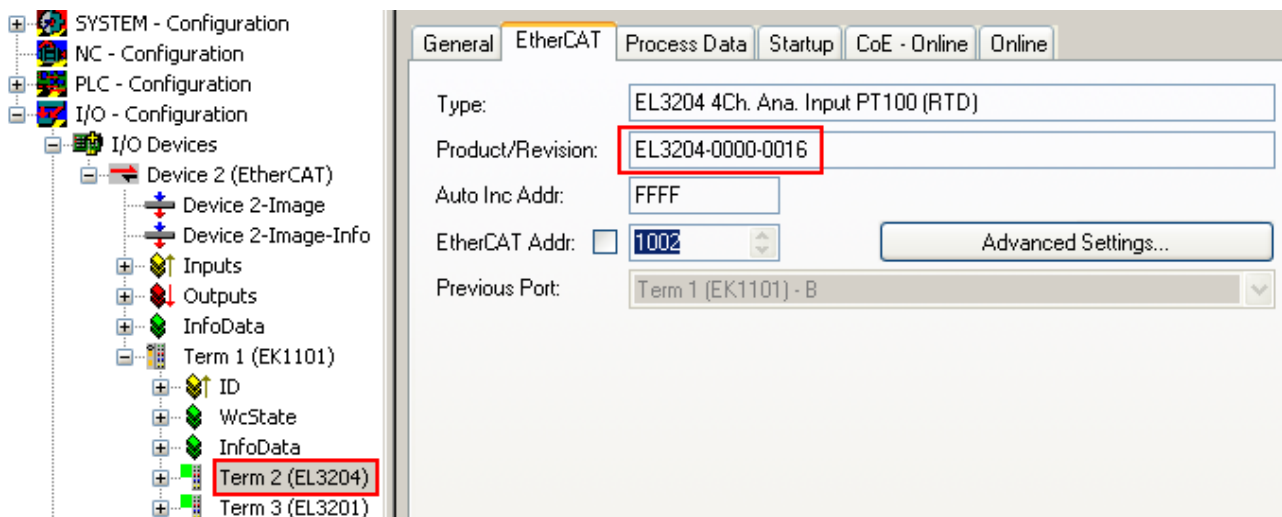 SYSTEM - Configuration
NC - Configuration
PLC - Configuration
I/O - Configuration
I/O Devices
Device 2 (EtherCAT)
Device 2-Image
Device 2-Image-Info
Inputs
Outputs
InfoData
Term 1 (EK1101)
ID
WcState
InfoData
Term 2 (EL3204)
Term 3 (EL3201)
General EtherCAT Process Data Startup CoE - Online Online
Type: EL3204 4Ch. Ana. Input PT100 (RTD)
Product/Revision: EL3204-0000-0016
Auto Inc Addr: FFFF
EtherCAT Addr: 1002 Advanced Settings...
Previous Port: Term 1 (EK1101) - B